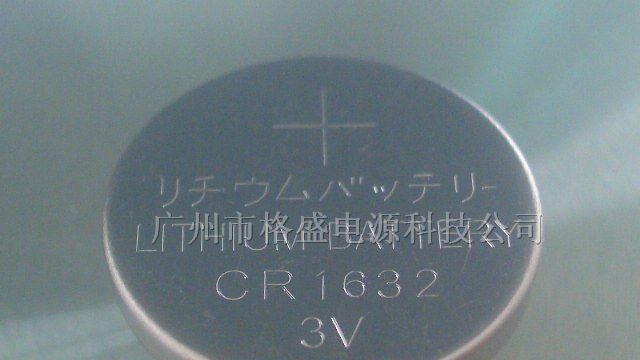 +
リチウムバッテリー
广州市格盛电源科技公司
LITHIUM BATTERY
CR1632
3V